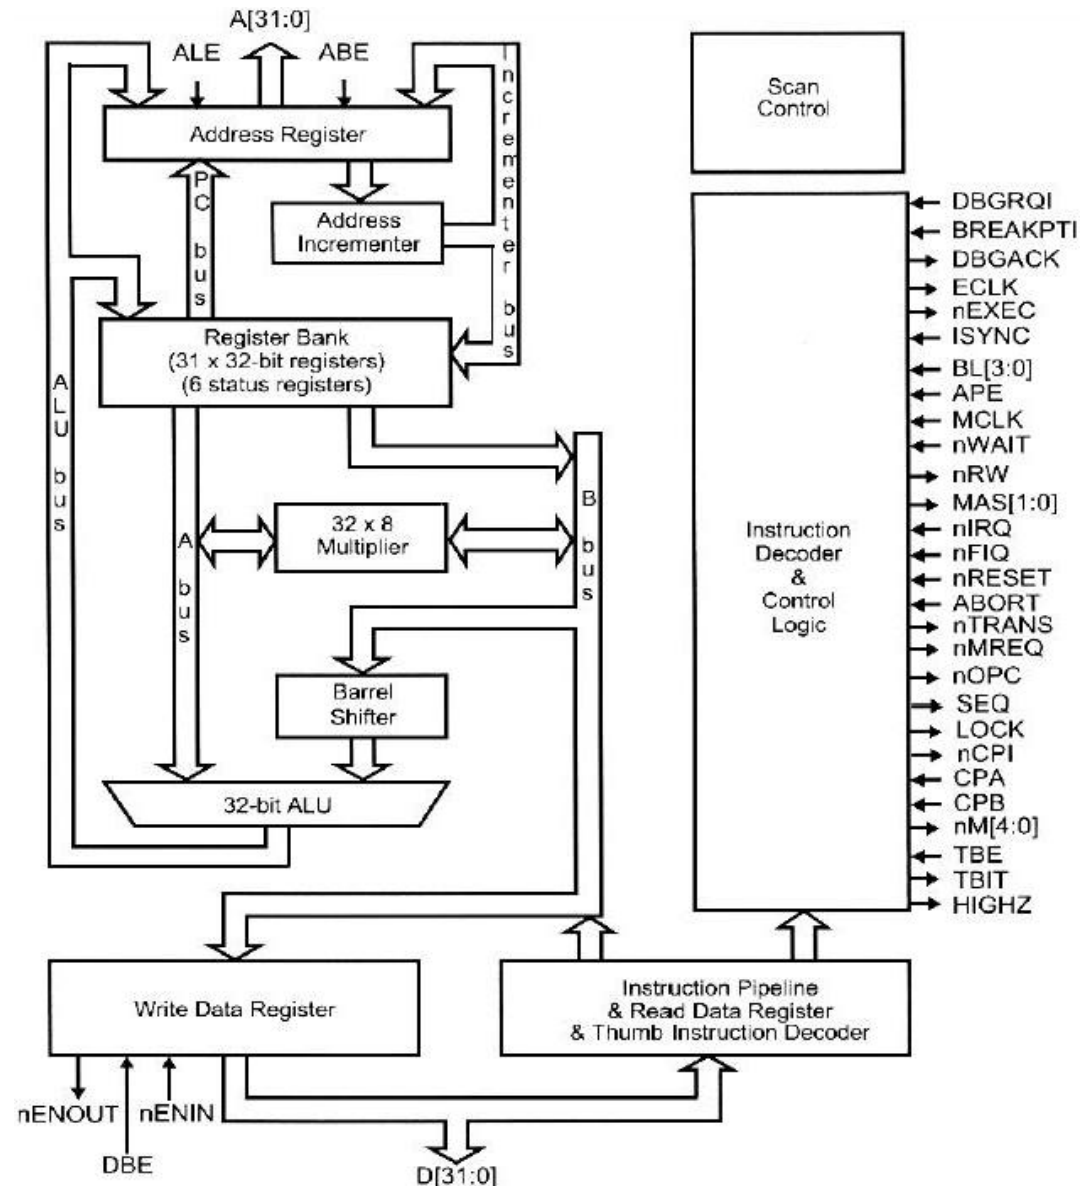 A[31:0]
ALE
ABE
Address Register
Scan
Control
PC bus
Incrementer bus
Address
Incrementer
Register Bank
(31 x 32-bit registers)
(6 status registers)
ALU bus
A bus
B bus
32 x 8
Multiplier
Barrel
Shifter
32-bit ALU
Instruction
Decoder
&
Control
Logic
DBGRQI
BREAKPTI
DBGACK
ECLK
nEXEC
ISYNC
BL[3:0]
APE
MCLK
nWAIT
nRW
MAS[1:0]
nIRQ
nFIQ
nRESET
ABORT
nTRANS
nMREQ
nOPC
SEQ
LOCK
nCPI
CPA
CPB
nM[4:0]
TBE
TBIT
HIGHZ
Write Data Register
Instruction Pipeline
& Read Data Register
& Thumb Instruction Decoder
nENOUT
nENIN
DBE
D[31:0]